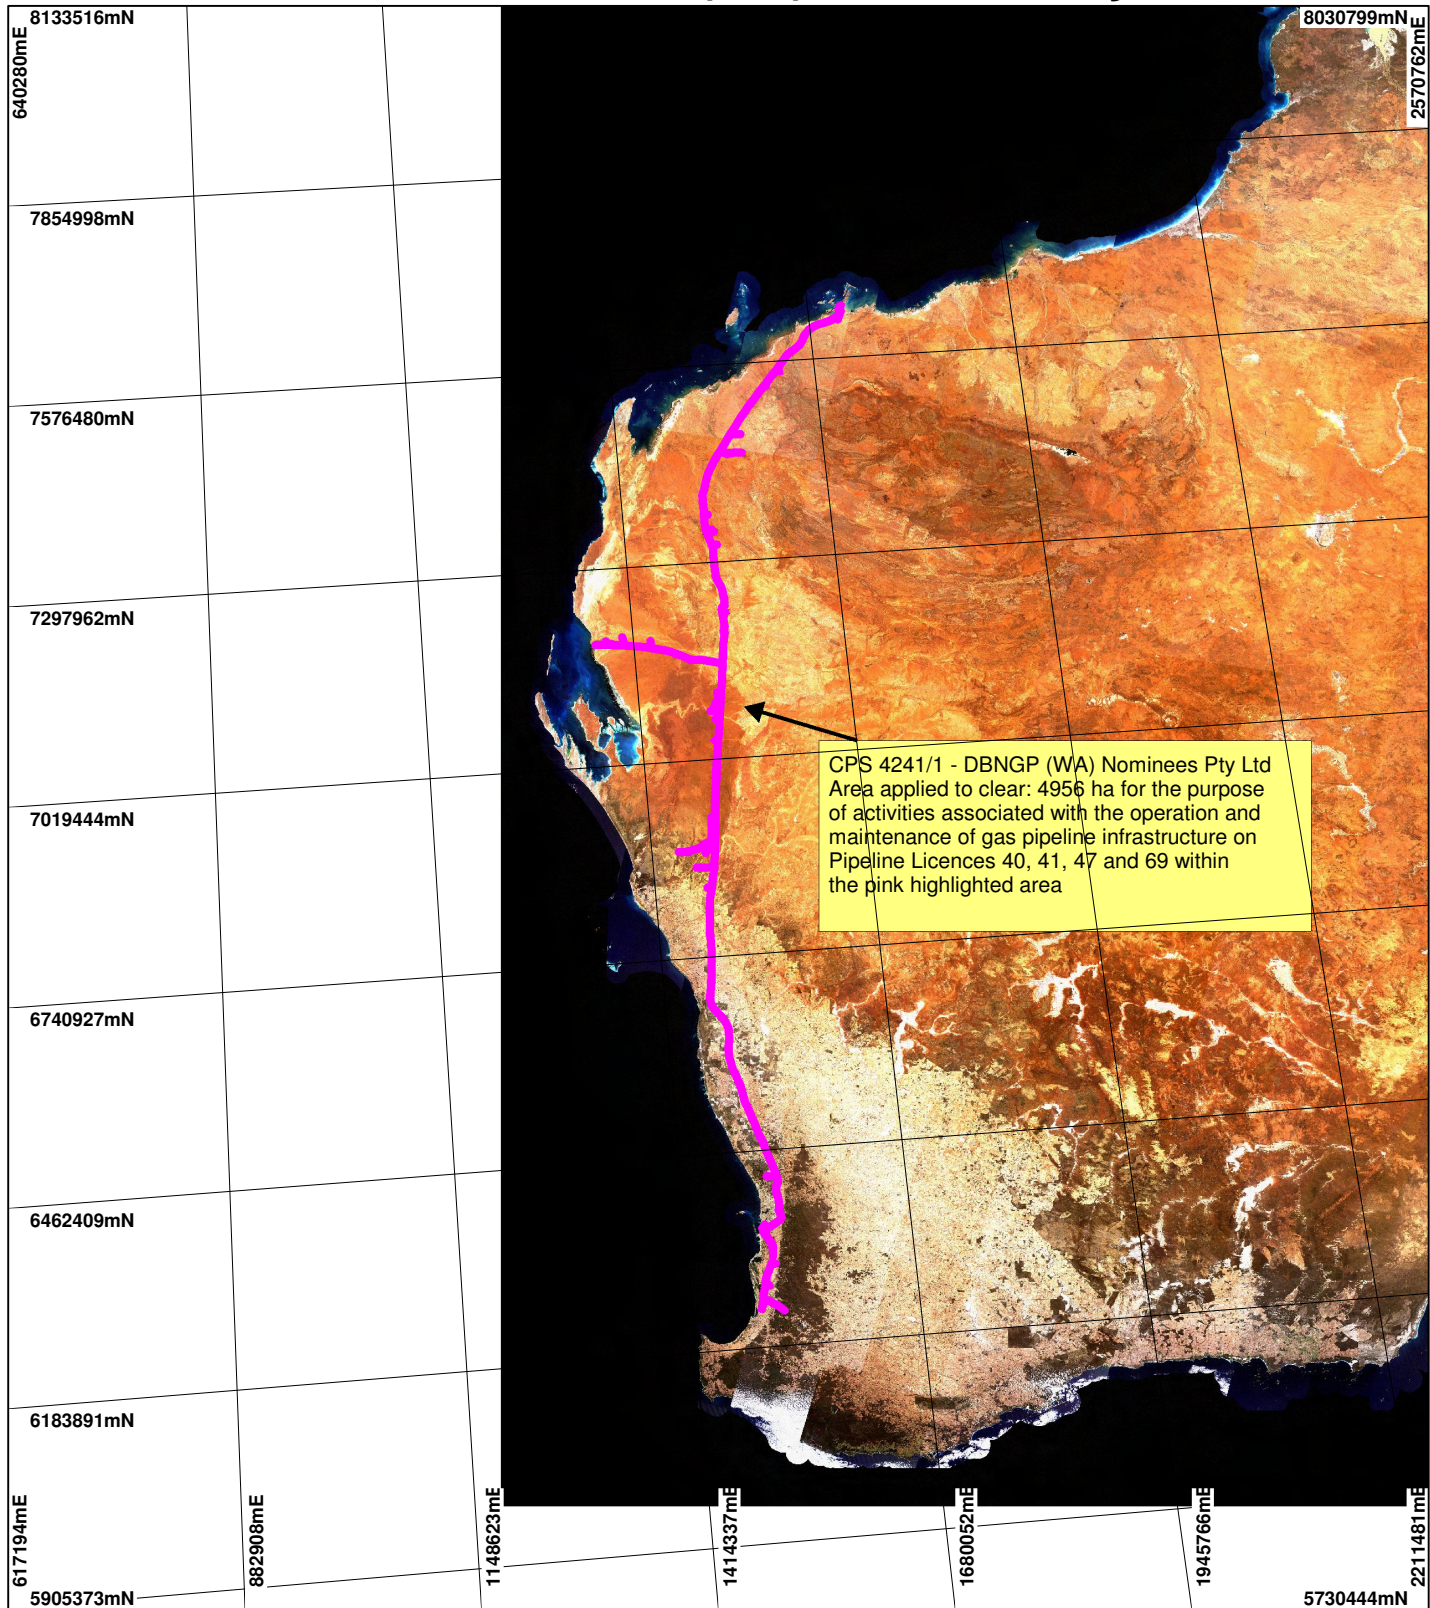 8133516mN
8030799mN
640280mE
2570762mE
7854998mN
7576480mN
7297962mN
CPS 4241/1 - DBNGP (WA) Nominees Pty Ltd
Area applied to clear: 4956 ha for the purpose
of activities associated with the operation and
maintenance of gas pipeline infrastructure on
Pipeline Licences 40, 41, 47 and 69 within
the pink highlighted area
7019444mN
6740927mN
6462409mN
6183891mN
617194mE
882908mE
1148623mE
1414337mE
1680052mE
1945766mE
2211481mE
5905373mN
5730444mN